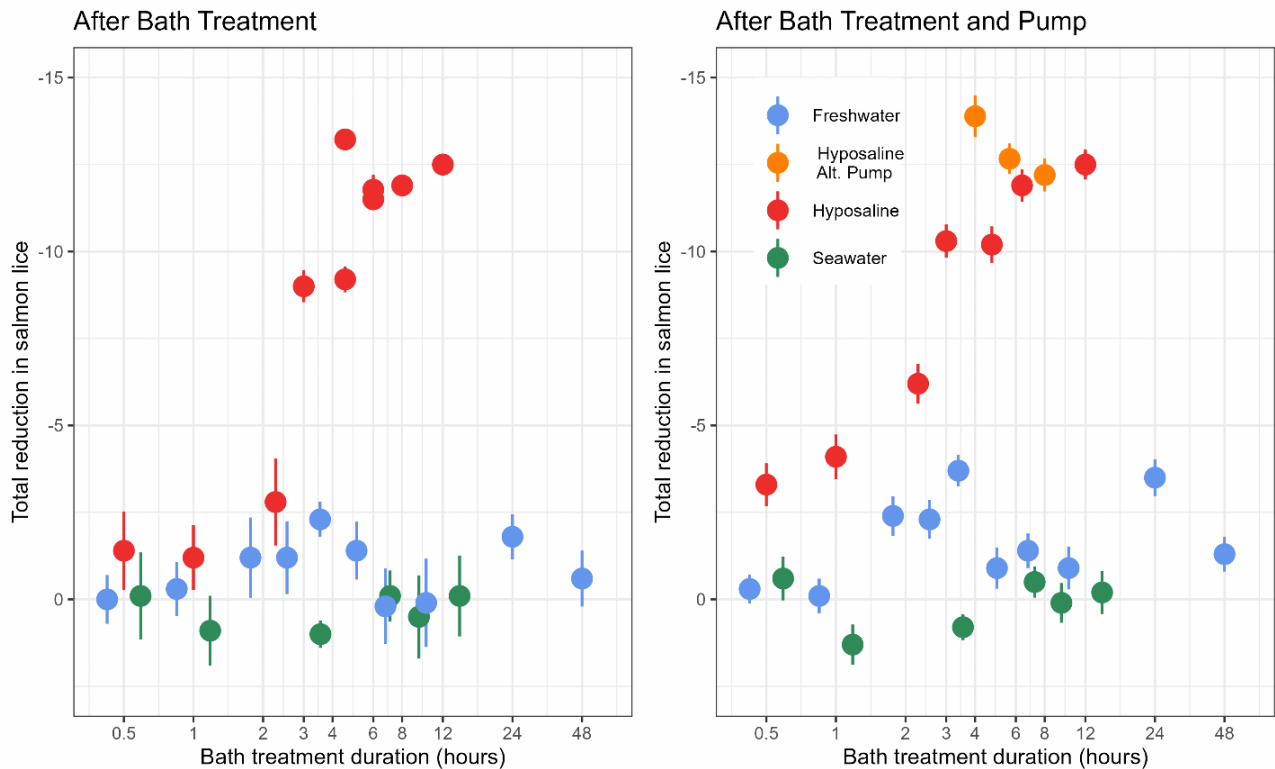 After Bath Treatment
Total reduction in salmon lice
-15
-10
-5
0
0.5 1 2 3 4 6 8 12 24 48
Bath treatment duration (hours)
After Bath Treatment and Pump
Total reduction in salmon lice
-15
-10
-5
0
Freshwater
Hyposaline
Alt. Pump
Hyposaline
Seawater
0.5 1 2 3 4 6 8 12 24 48
Bath treatment duration (hours)